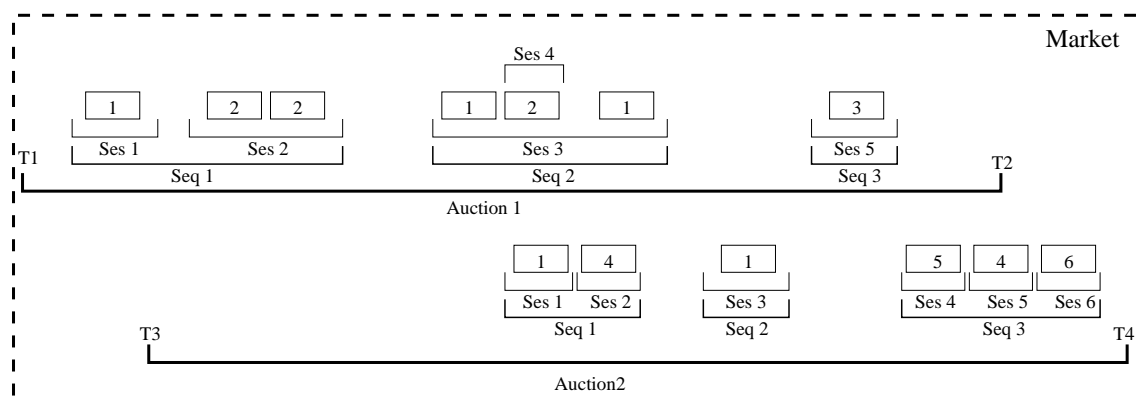 Market
Ses 4
1 2 2 1 2 1 3
Ses 1 Ses 2 Ses 3 Ses 5
T1 T2
Seq 1 Seq 2 Seq 3
Auction 1
1 4 1 5 4 6
Ses 1 Ses 2 Ses 3 Ses 4 Ses 5 Ses 6
Seq 1 Seq 2 Seq 3
T3 T4
Auction2